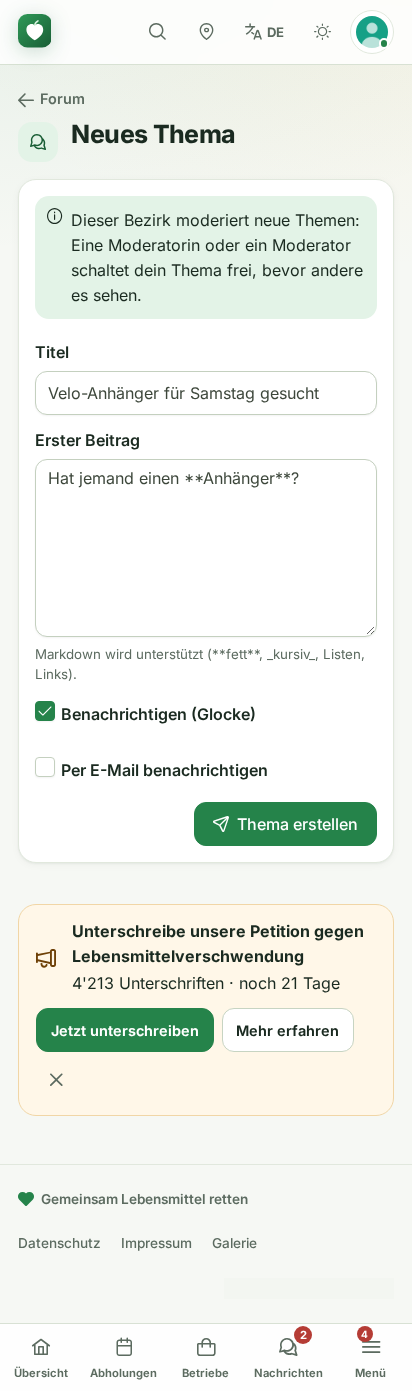 DE
Forum
Neues Thema
Dieser Bezirk moderiert neue Themen:
Eine Moderatorin oder ein Moderator
schaltet dein Thema frei, bevor andere
es sehen.
Titel
Velo-Anhänger für Samstag gesucht
Erster Beitrag
Hat jemand einen **Anhänger**?
Markdown wird unterstützt (**fett**, _kursiv_, Listen,
Links).
Benachrichtigen (Glocke)
Per E-Mail benachrichtigen
Thema erstellen
Unterschreibe unsere Petition gegen
Lebensmittelverschwendung
4'213 Unterschriften · noch 21 Tage
Jetzt unterschreiben Mehr erfahren
Gemeinsam Lebensmittel retten
Datenschutz Impressum Galerie
2 4
Übersicht Abholungen Betriebe Nachrichten Menü